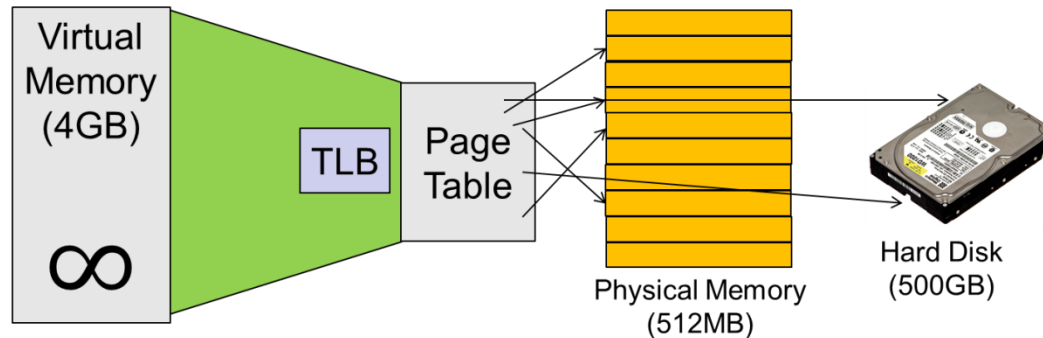 Virtual
Memory
(4GB)
∞
TLB
Page
Table
Physical Memory
(512MB)
Hard Disk
(500GB)